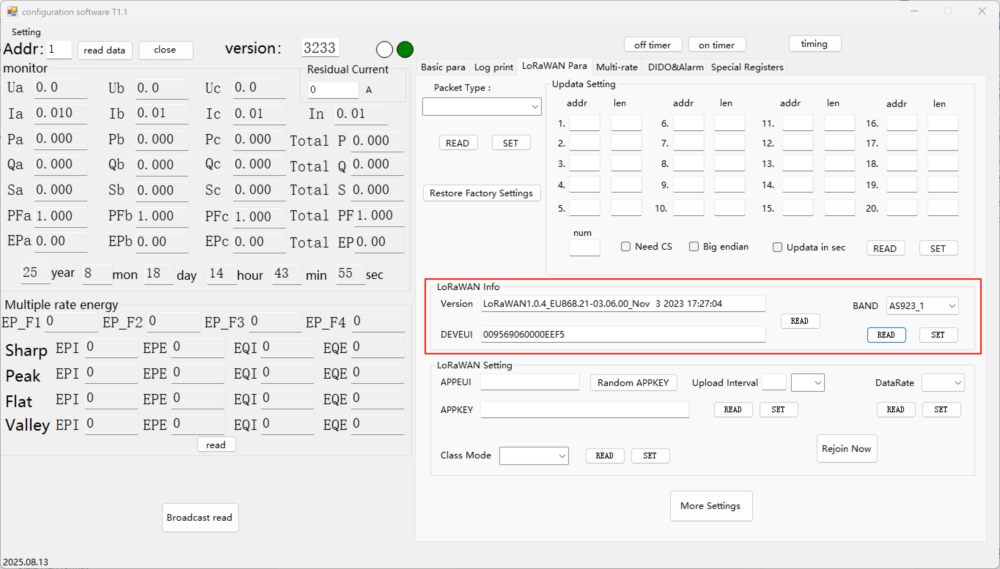 configuration software T1.1
Setting
Addr: 1 read data close version: 3233
off timer on timer timing
monitor
Residual Current
0 A
Ua 0.0 Ub 0.0 Uc 0.0
Ia 0.010 Ib 0.01 Ic 0.01 In 0.01
Pa 0.000 Pb 0.000 Pc 0.000 Total P 0.000
Qa 0.000 Qb 0.000 Qc 0.000 Total Q 0.000
Sa 0.000 Sb 0.000 Sc 0.000 Total S 0.000
PFa 1.000 PFb 1.000 PFc 1.000 Total PF 1.000
EPa 0.00 EPb 0.00 EPc 0.00 Total EP 0.00
25 year 8 mon 18 day 14 hour 43 min 55 sec
Multiple rate energy
EP_F1 0 EP_F2 0 EP_F3 0 EP_F4 0
Sharp EPI 0 EPE 0 EQI 0 EQE 0
Peak EPI 0 EPE 0 EQI 0 EQE 0
Flat EPI 0 EPE 0 EQI 0 EQE 0
Valley EPI 0 EPE 0 EQI 0 EQE 0
read
Broadcast read
2025.08.13
Basic para Log print LoRaWAN Para Multi-rate DIDO&Alarm Special Registers
Packet Type :
READ SET
Restore Factory Settings
Updata Setting
addr len addr len addr len addr len
1. 6. 11. 16.
2. 7. 12. 17.
3. 8. 13. 18.
4. 9. 14. 19.
5. 10. 15. 20.
num
Need CS Big endian Updata in sec READ SET
LoRaWAN Info
Version LoRaWAN1.0.4_EU868.21-03.06.00_Nov  3 2023 17:27:04 BAND AS923_1
READ
DEVEUI 009569060000EEF5 READ SET
LoRaWAN Setting
APPEUI Random APPKEY Upload Interval DataRate
APPKEY READ SET READ SET
Class Mode READ SET Rejoin Now
More Settings